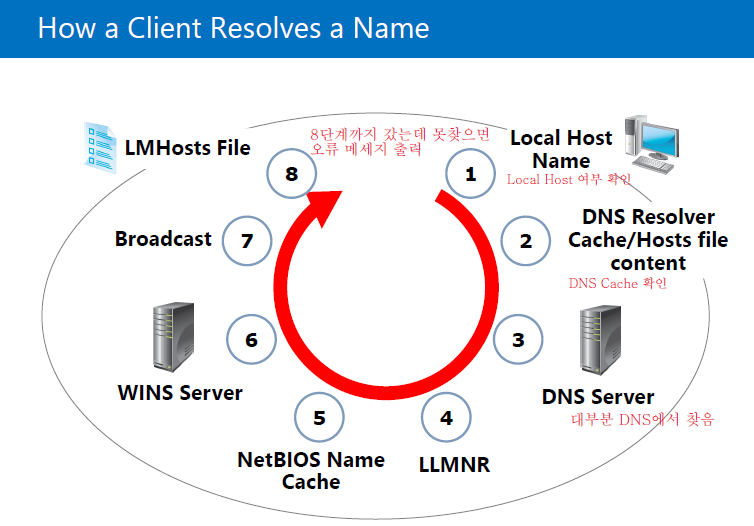 How a Client Resolves a Name
8단계까지 갔는데 못찾으면
오류 메세지 출력
1
Local Host
Name
Local Host 여부 확인
2
DNS Resolver
Cache/Hosts file
content
DNS Cache 확인
3
DNS Server
대부분 DNS에서 찾음
4
LLMNR
5
NetBIOS Name
Cache
6
WINS Server
7
Broadcast
8
LMHosts File